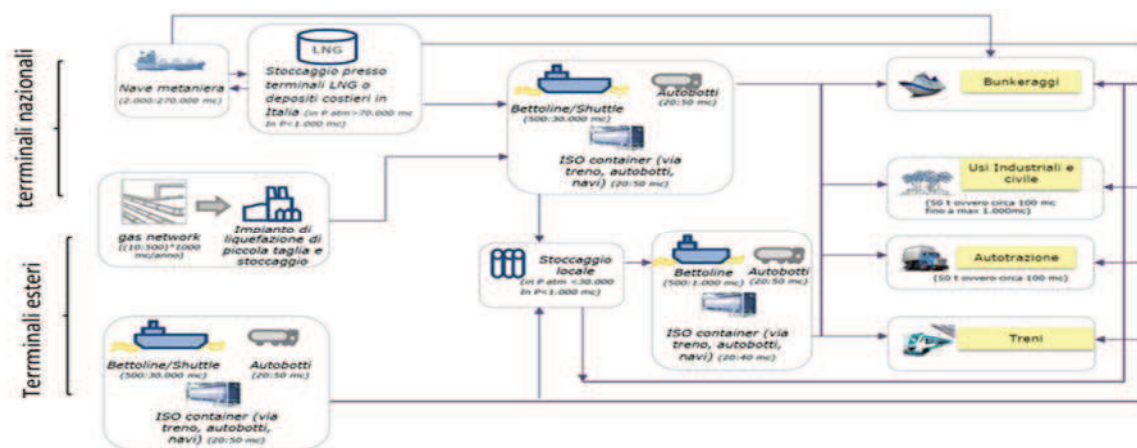 terrminali nazionali
Terminali esteri
Nave metaniera
(2.000:270.000 mc)
LNG
Stoccaggio presso
terminali LNG o
depositi costieri in
Italia (in P atm>70.000 mc
In P<1.000 mc)
gas network
((10:500)*1000
mc/anno)
Impianto di
liquefazione di
piccola taglia e
stoccaggio
Bettoline/Shuttle
(500:30.000 mc)
Autobotti
(20:50 mc)
ISO container (via
treno, autobotti,
navi) (20:50 mc)
Bettoline/Shuttle
(500:30.000 mc)
Autobotti
(20:50 mc)
ISO container (via
treno, autobotti,
navi) (20:50 mc)
Stoccaggio
locale
(in P atm <30.000
In P<1.000 mc)
Bettoline
(500:1.000 mc)
Autobotti
(20:50 mc)
ISO container (via
treno, autobotti,
navi) (20:40 mc)
Bunkeraggi
Usi Industriali e
civile
(50 t ovvero circa 100 mc
fino a max 1.000mc)
Autotrazione
(50 t ovvero circa 100 mc)
Treni